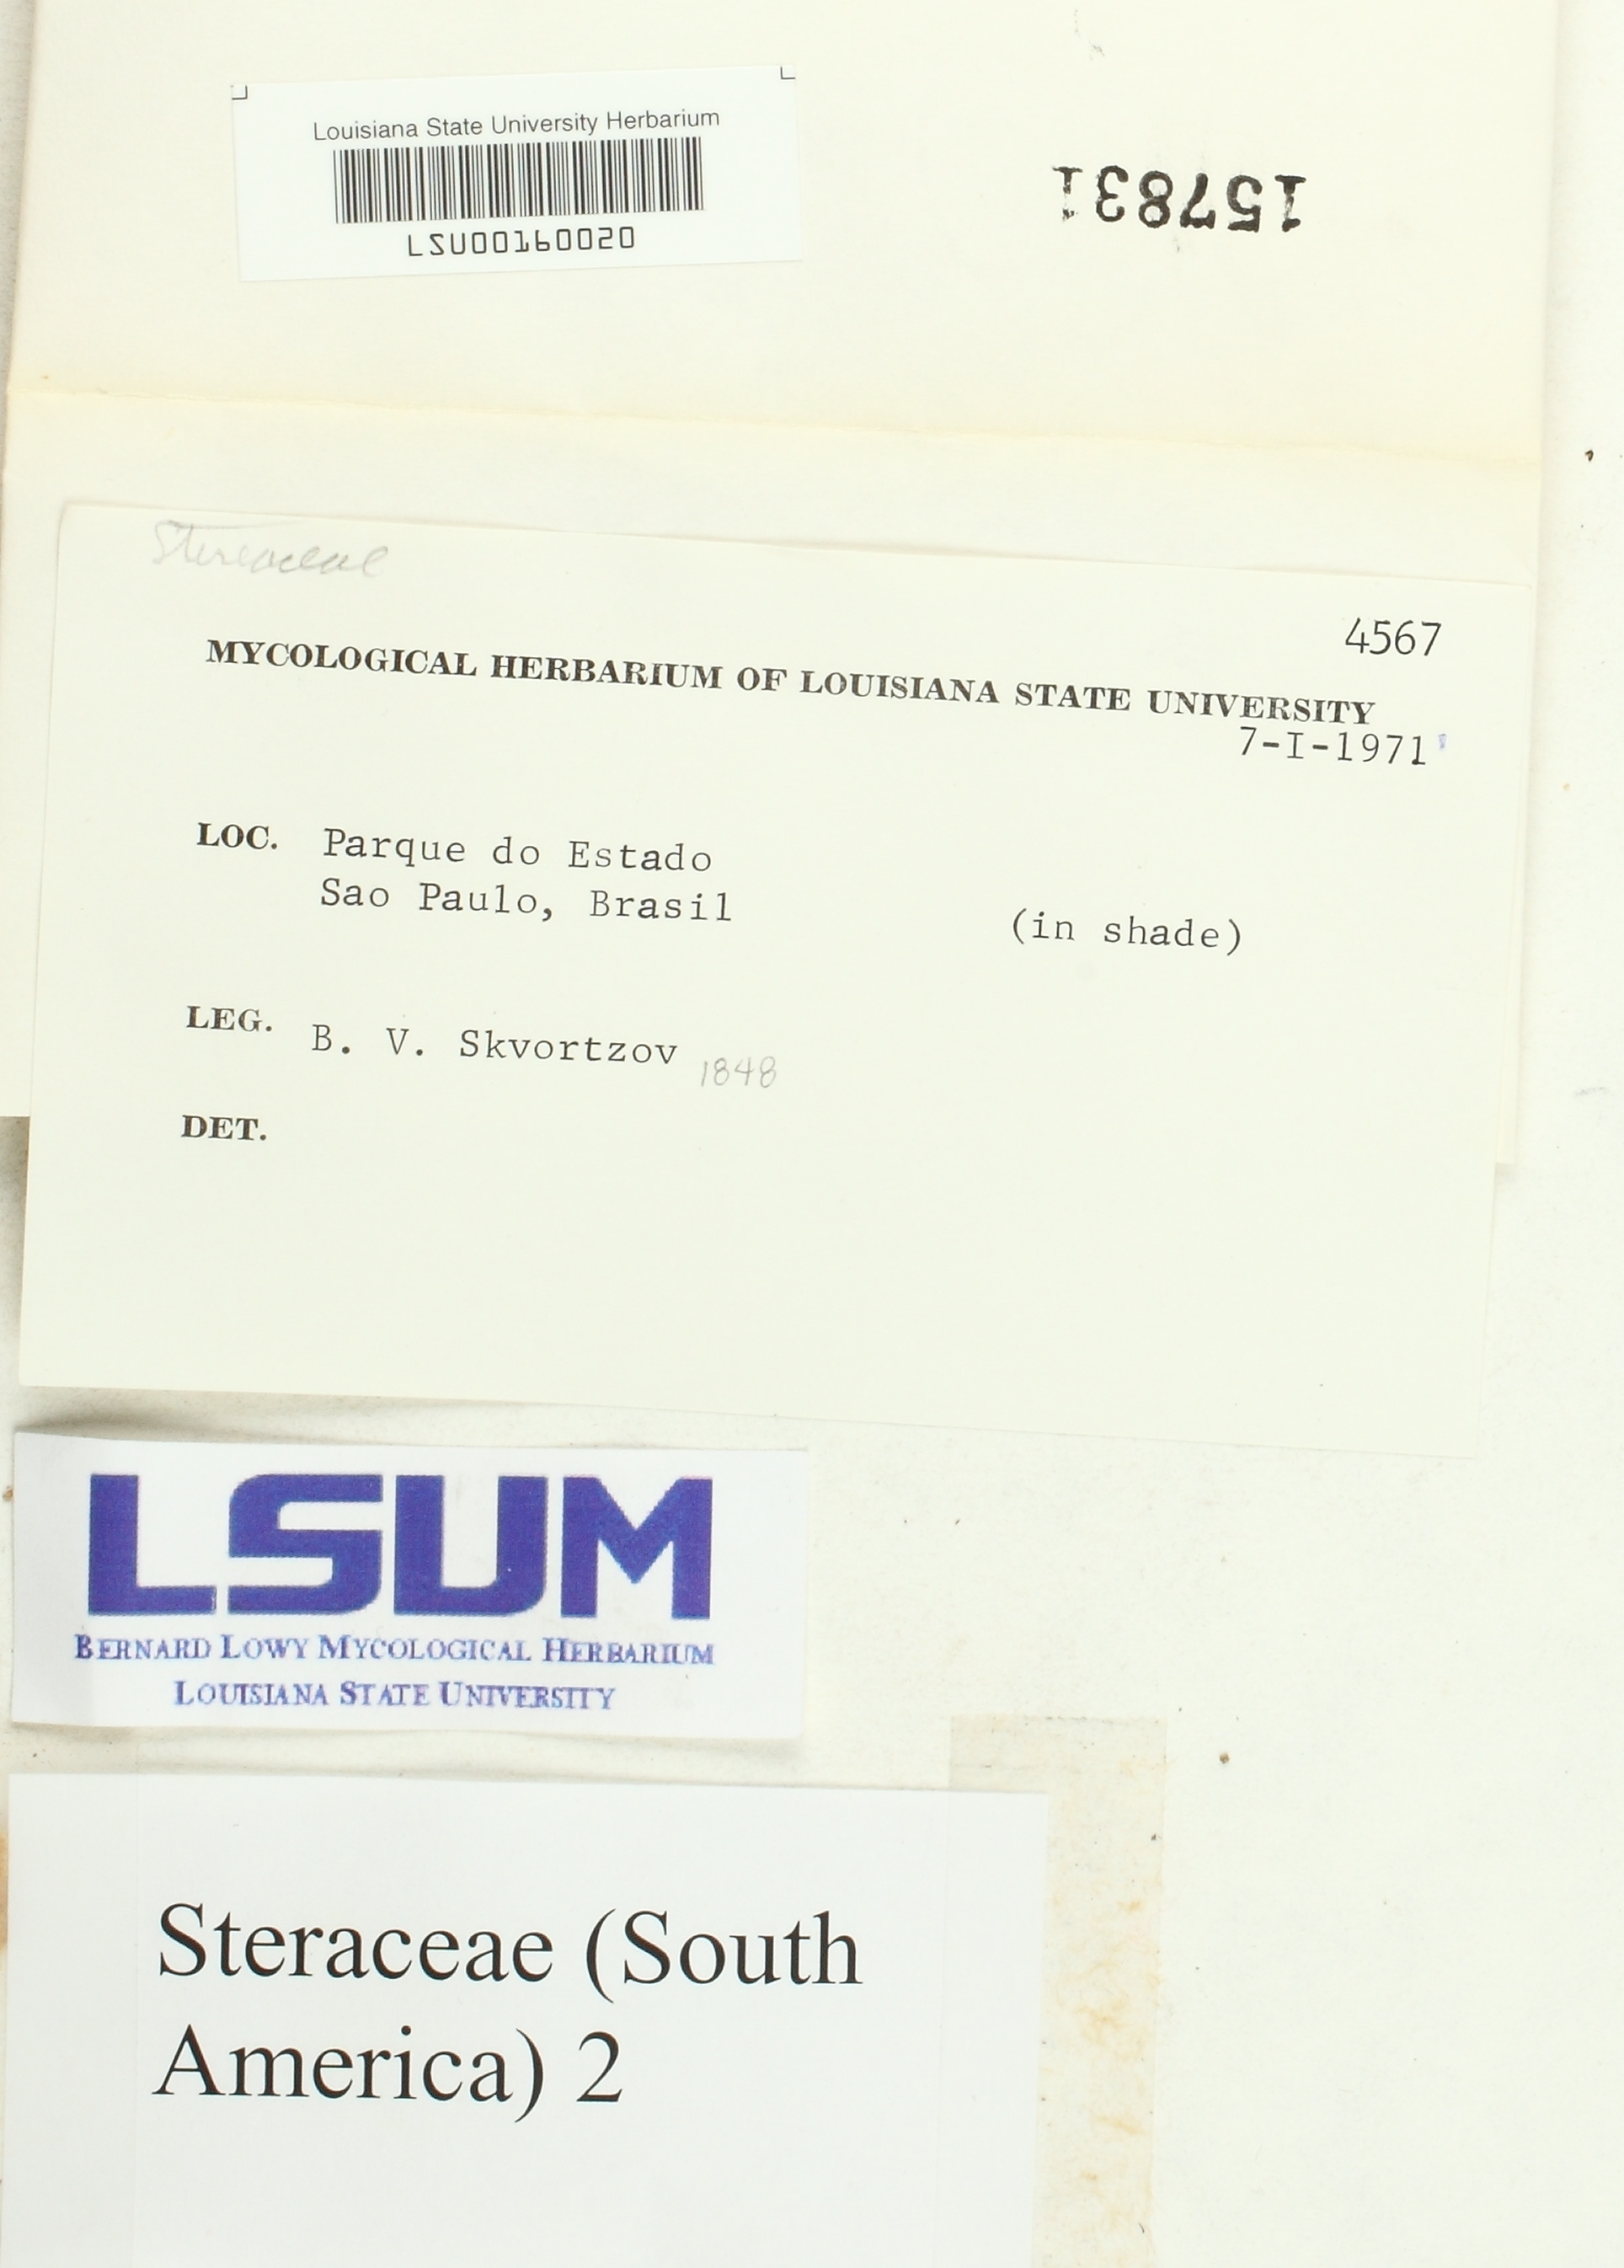 Louisiana State University Herbarium
LSU00160020
157831
Stereaceae
4567
MYCOLOGICAL HERBARIUM OF LOUISIANA STATE UNIVERSITY
7-I-1971
LOC. Parque do Estado
Sao Paulo, Brasil
(in shade)
LEG. B. V. Skvortzov 1848
DET.
LSUM
BERNARD LOWY MYCOLOGICAL HERBARIUM
LOUISIANA STATE UNIVERSITY
Steraceae (South
America) 2